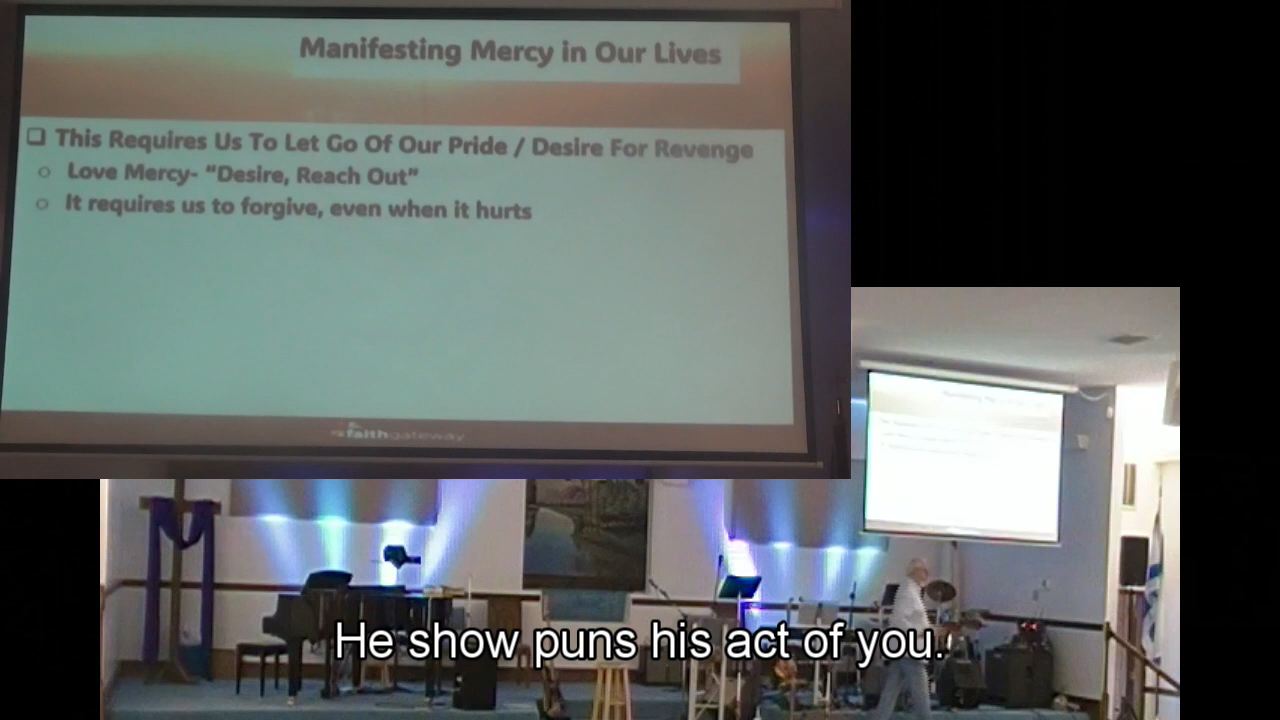 Manifesting Mercy in Our Lives
❑ This Requires Us To Let Go Of Our Pride / Desire For Revenge
○ Love Mercy- “Desire, Reach Out”
○ It requires us to forgive, even when it hurts
faithgateway
He show puns his act of you.